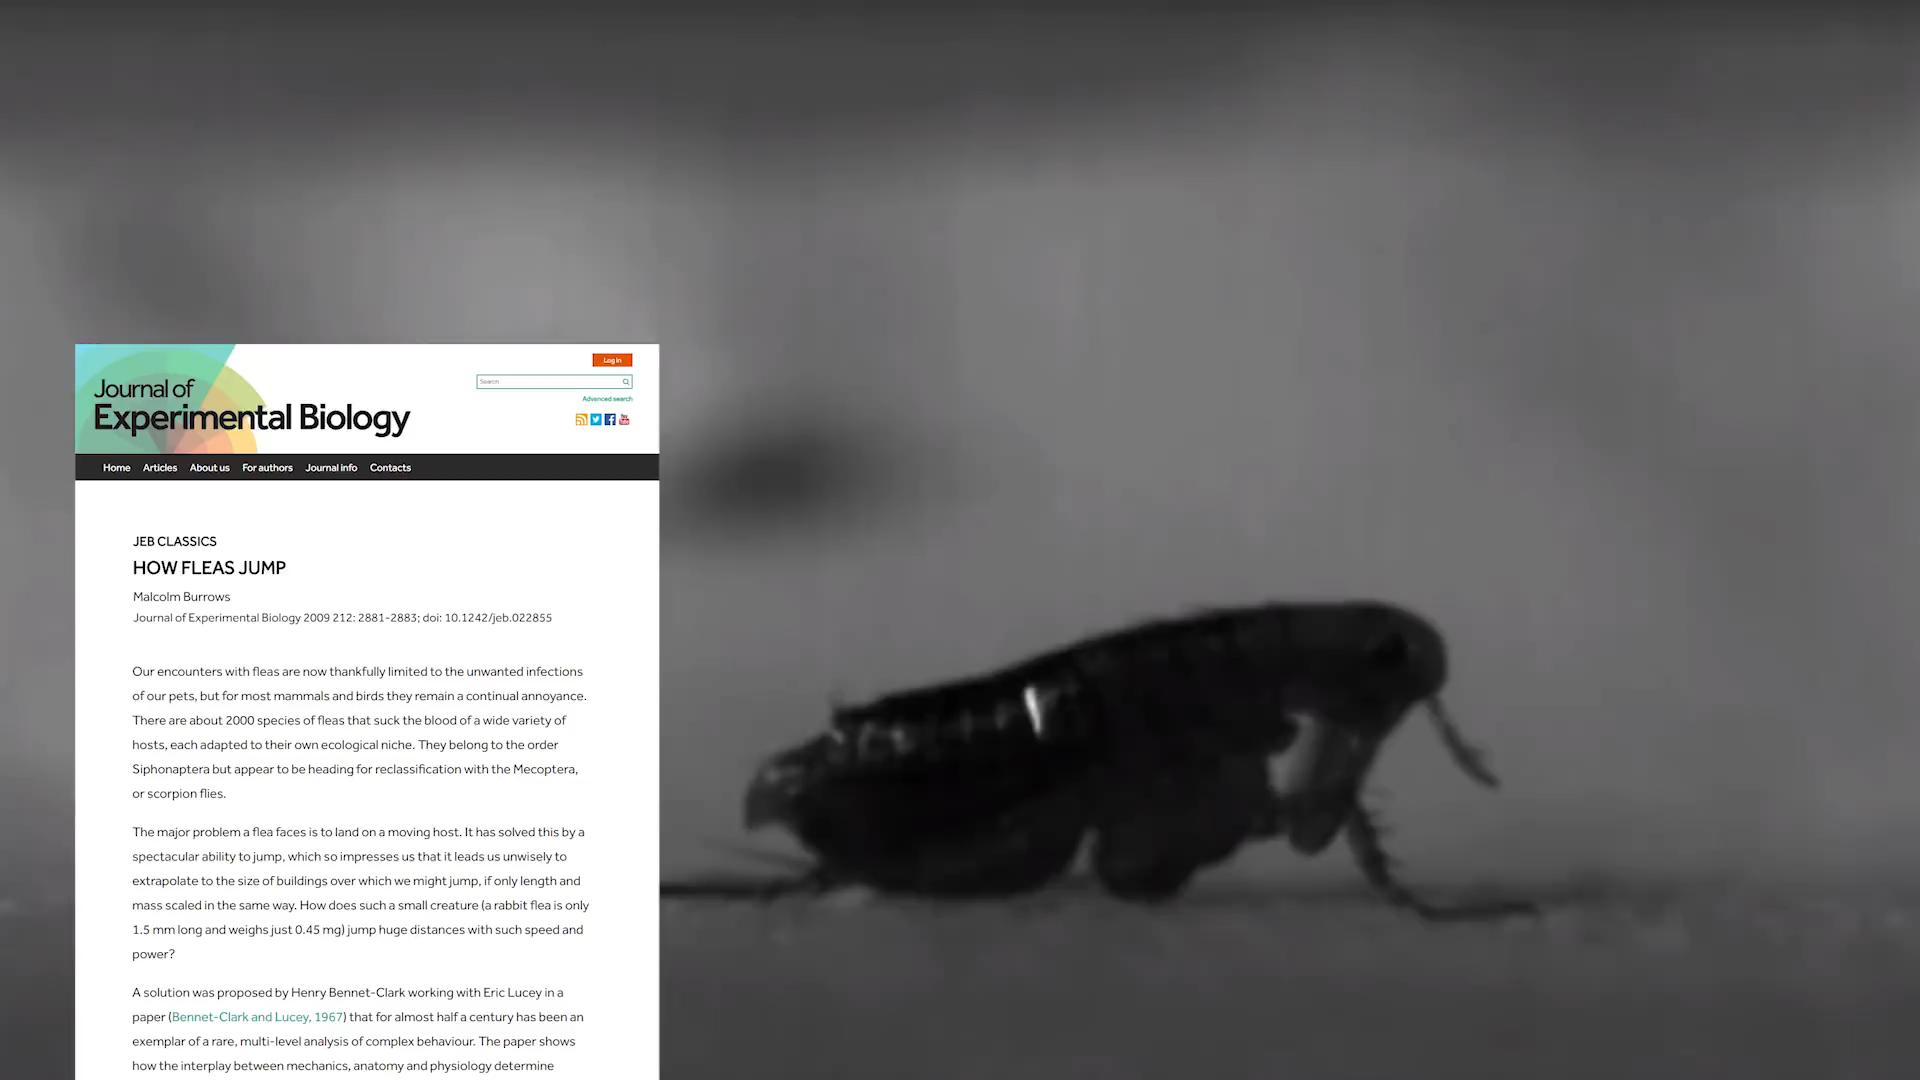 Log in
Search
Advanced search
Journal of
Experimental Biology
You
Tube
Home Articles About us For authors Journal info Contacts
JEB CLASSICS
HOW FLEAS JUMP
Malcolm Burrows
Journal of Experimental Biology 2009 212: 2881-2883; doi: 10.1242/jeb.022855
Our encounters with fleas are now thankfully limited to the unwanted infections
of our pets, but for most mammals and birds they remain a continual annoyance.
There are about 2000 species of fleas that suck the blood of a wide variety of
hosts, each adapted to their own ecological niche. They belong to the order
Siphonaptera but appear to be heading for reclassification with the Mecoptera,
or scorpion flies.
The major problem a flea faces is to land on a moving host. It has solved this by a
spectacular ability to jump, which so impresses us that it leads us unwisely to
extrapolate to the size of buildings over which we might jump, if only length and
mass scaled in the same way. How does such a small creature (a rabbit flea is only
1.5 mm long and weighs just 0.45 mg) jump huge distances with such speed and
power?
A solution was proposed by Henry Bennet-Clark working with Eric Lucey in a
paper (Bennet-Clark and Lucey, 1967) that for almost half a century has been an
exemplar of a rare, multi-level analysis of complex behaviour. The paper shows
how the interplay between mechanics, anatomy and physiology determine